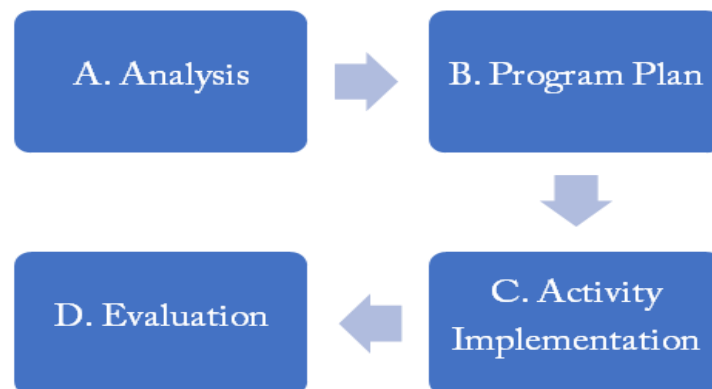 A. Analysis
B. Program Plan
C. Activity
Implementation
D. Evaluation